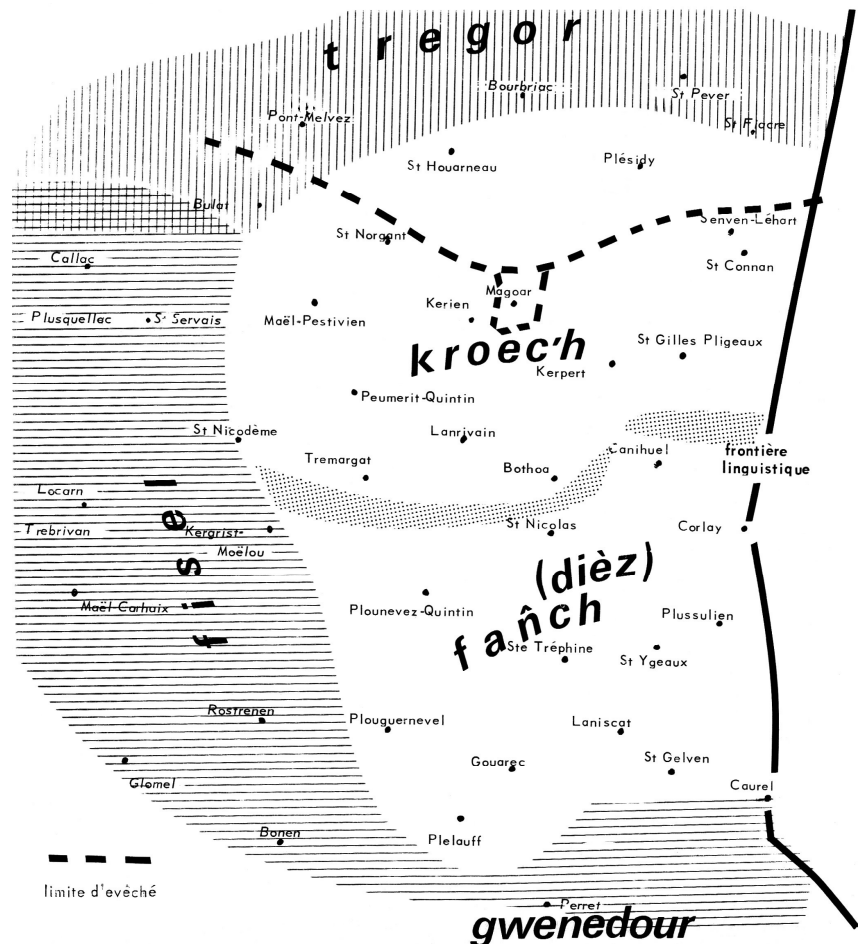 tregor
Bourbriac
St Pever
Pont-Melvez
St Fiacre
St Houarneau
Plésidy
Bulat
Senven-Léhart
St Norgant
St Connan
Callac
Magoar
Kerien
Plusquellec
St Servais
Maël-Pestivien
St Gilles Pligeaux
kroec'h
Kerpert
Peumerit-Quintin
St Nicodème
Lanrivain
Canihuel
frontière
linguistique
Tremargat
Bothoa
Locarn
St Nicolas
Corlay
Trebrivan
Kergrist-
Moëlou
fisel
(dièz)
Maël-Carhaix
Plounevez-Quintin
fañch
Plussulien
Ste Tréphine
St Ygeaux
Rostrenen
Plouguernevel
Laniscat
Gouarec
St Gelven
Glomel
Caurel
Bonen
Plelauff
limite d'evêché
Perret
gwenedour